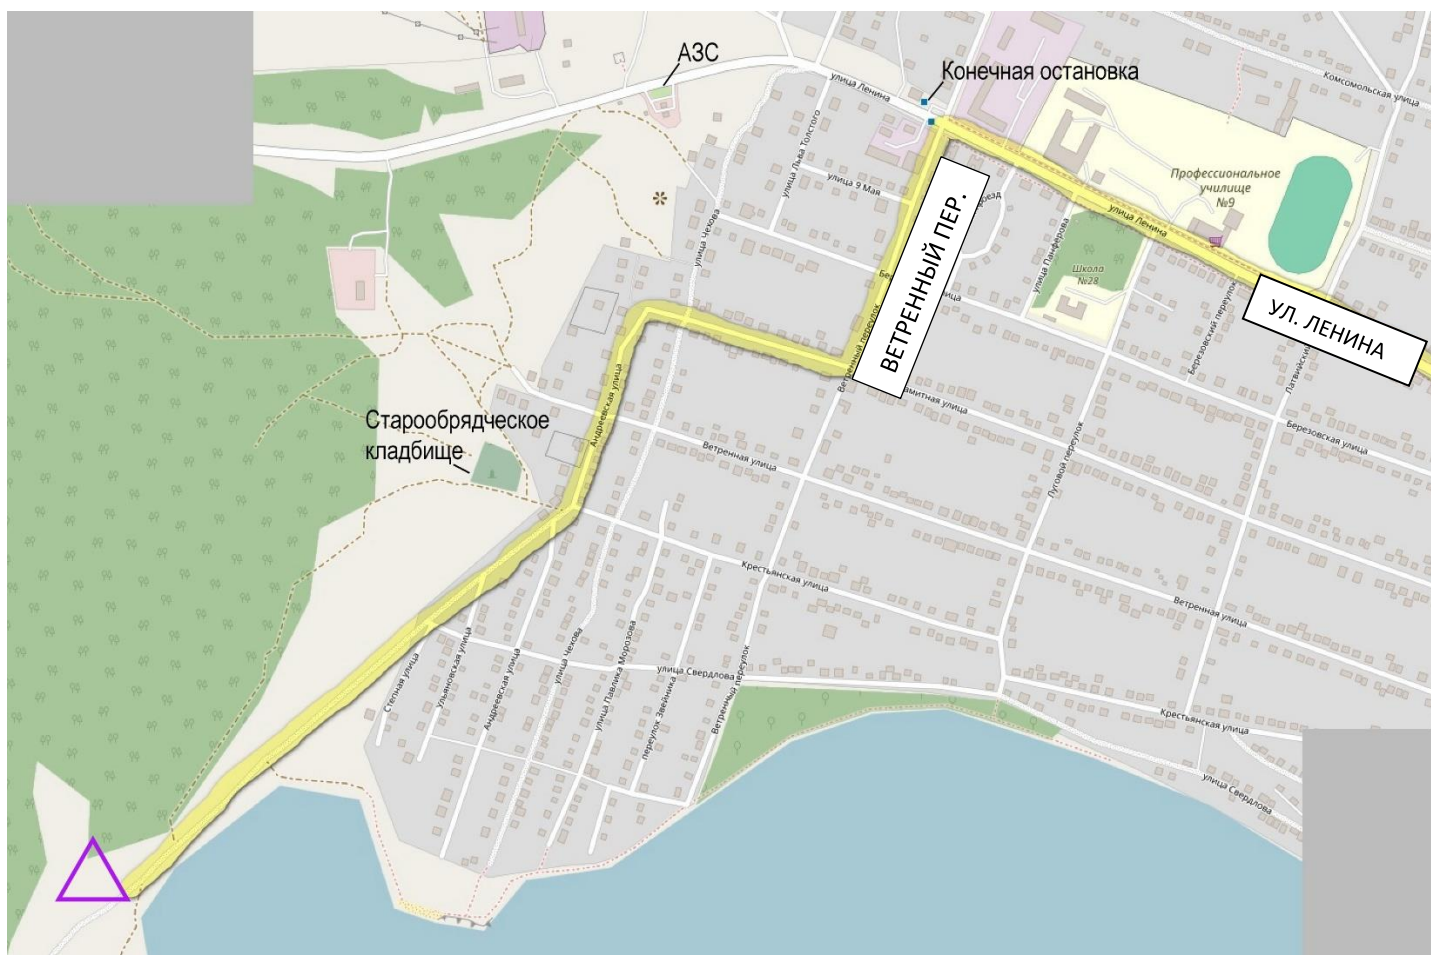 АЗС
Конечная остановка
улица Ленина
Комсомольская улица
улица Льва Толстого
улица 9 Мая
Профессиональное
училище
№9
улица Ленина
улица Чехова
ВЕТРЕННЫЙ ПЕР.
улица Панфёрова
Школа
№28
УЛ. ЛЕНИНА
Березовский переулок
Ветренный переулок
Андреевская улица
Старообрядческое
кладбище
Березовская улица
Ветренная улица
Луговой переулок
Крестьянская улица
Ветренная улица
Степная улица
Ульяновская улица
Андреевская улица
улица Чехова
улица Павлика Морозова
переулок Звейника
улица Свердлова
Ветренный переулок
Крестьянская улица
улица Свердлова